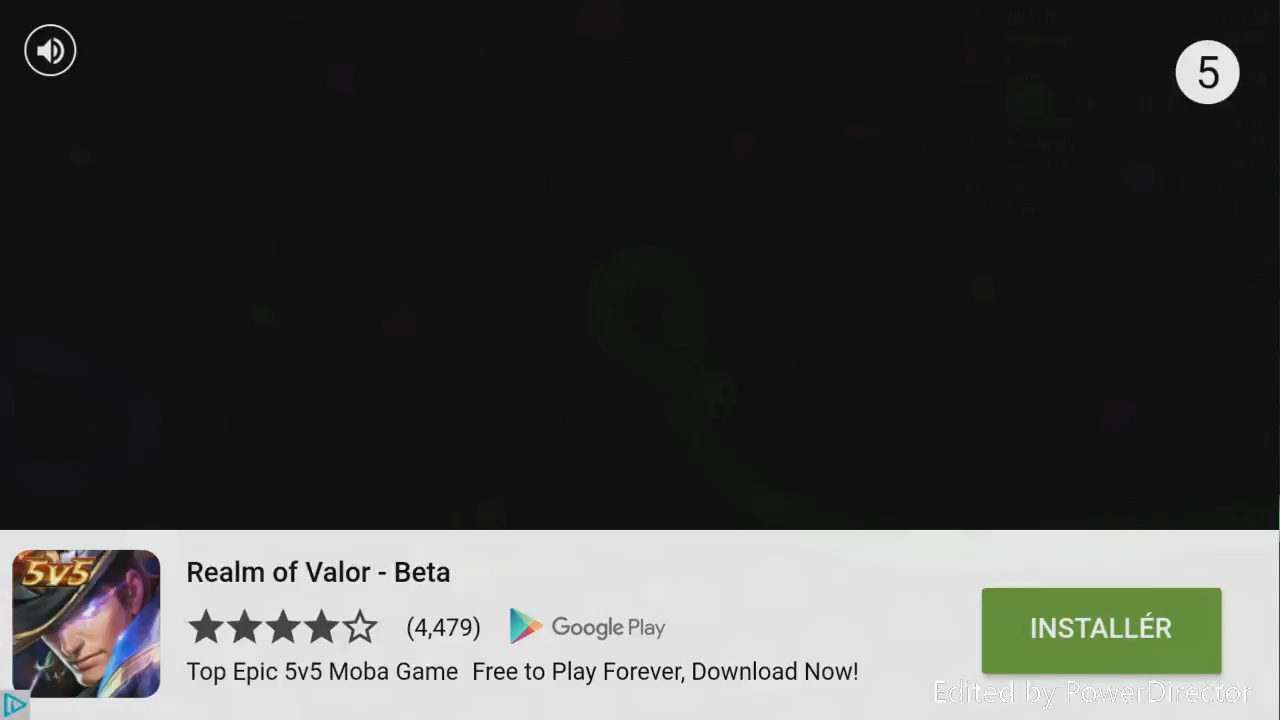 5
5v5
Realm of Valor - Beta
(4,479) Google Play
Top Epic 5v5 Moba Game Free to Play Forever, Download Now!
INSTALLÉR
Edited by PowerDirector